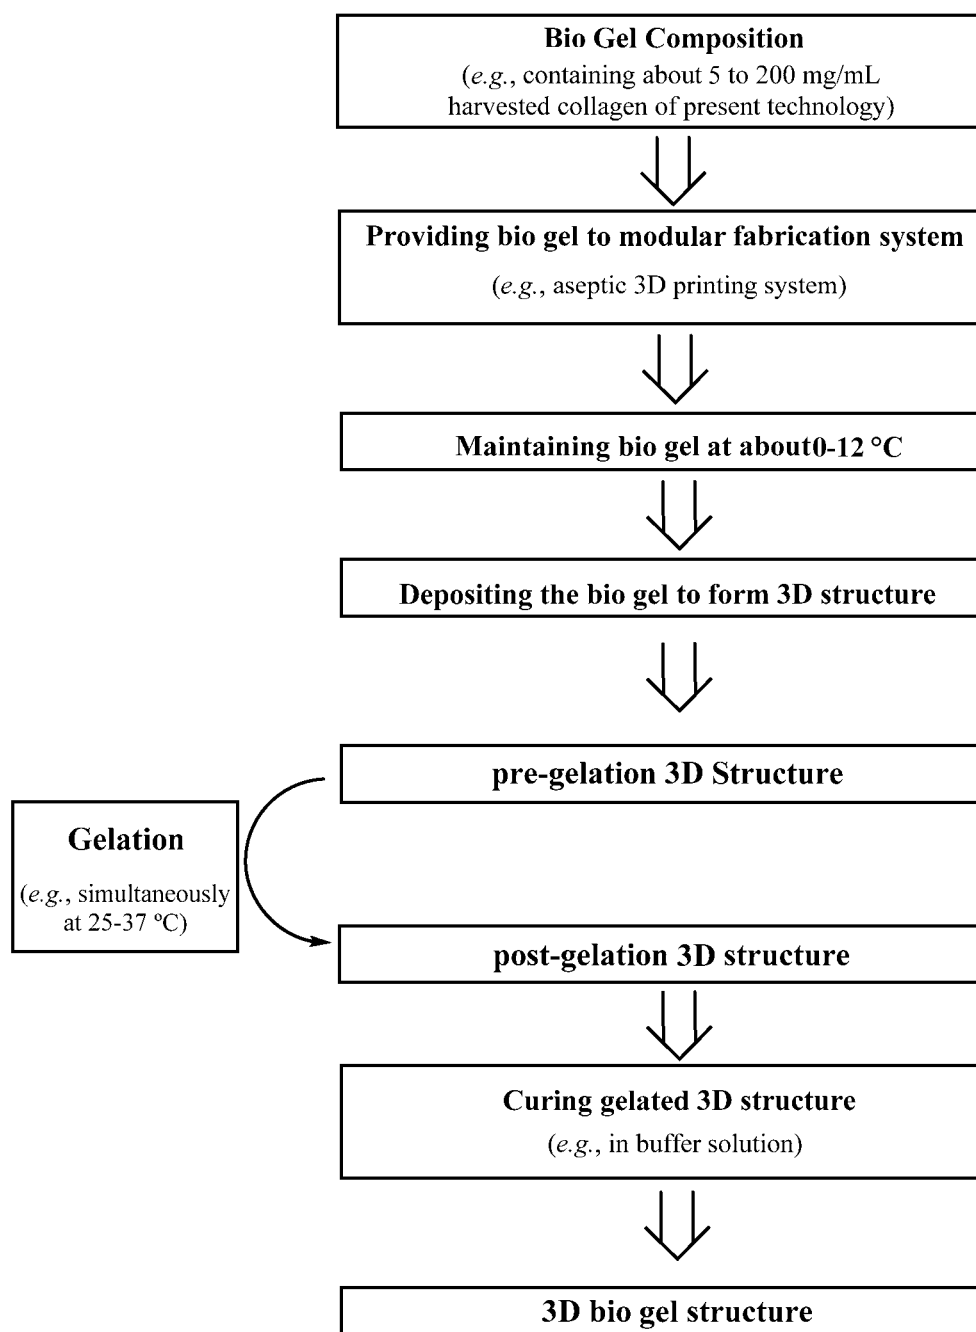 Bio Gel Composition
(e.g., containing about 5 to 200 mg/mL
harvested collagen of present technology)
Providing bio gel to modular fabrication system
(e.g., aseptic 3D printing system)
Maintaining bio gel at about 0-12 °C
Depositing the bio gel to form 3D structure
pre-gelation 3D Structure
Gelation
(e.g., simultaneously
at 25-37 ºC)
post-gelation 3D structure
Curing gelated 3D structure
(e.g., in buffer solution)
3D bio gel structure